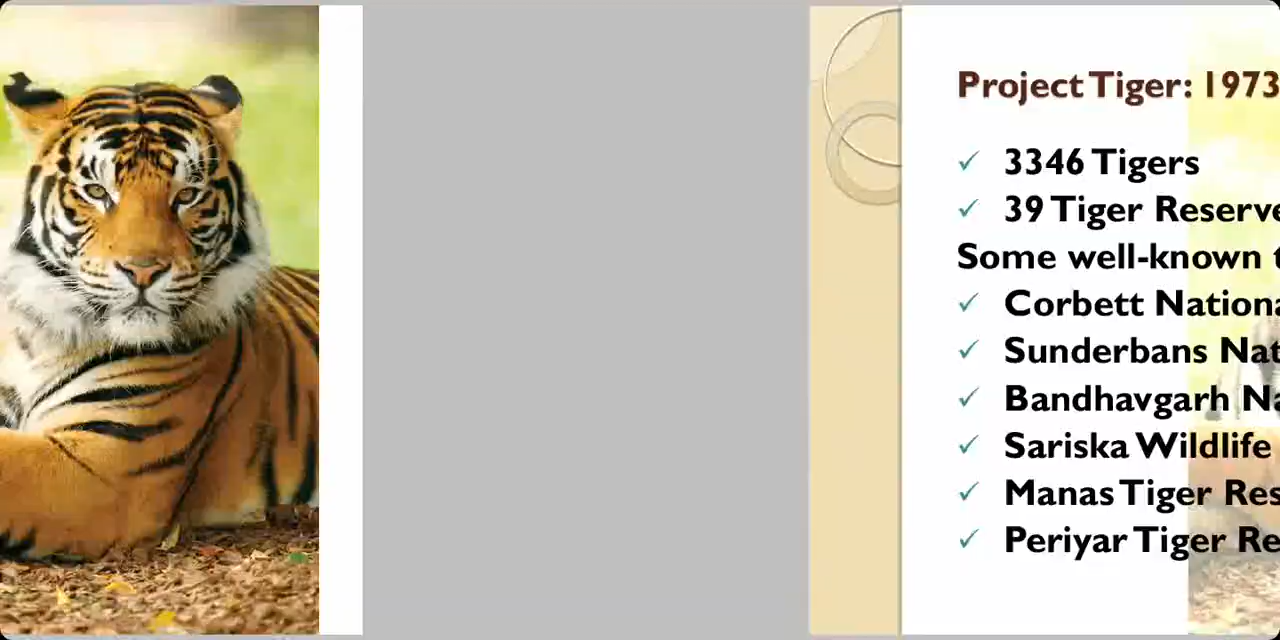 Project Tiger: 1973
✓ 3346 Tigers
✓ 39 Tiger Reserve
Some well-known t
✓ Corbett Nationa
✓ Sunderbans Nat
✓ Bandhavgarh Na
✓ Sariska Wildlife
✓ Manas Tiger Res
✓ Periyar Tiger Re